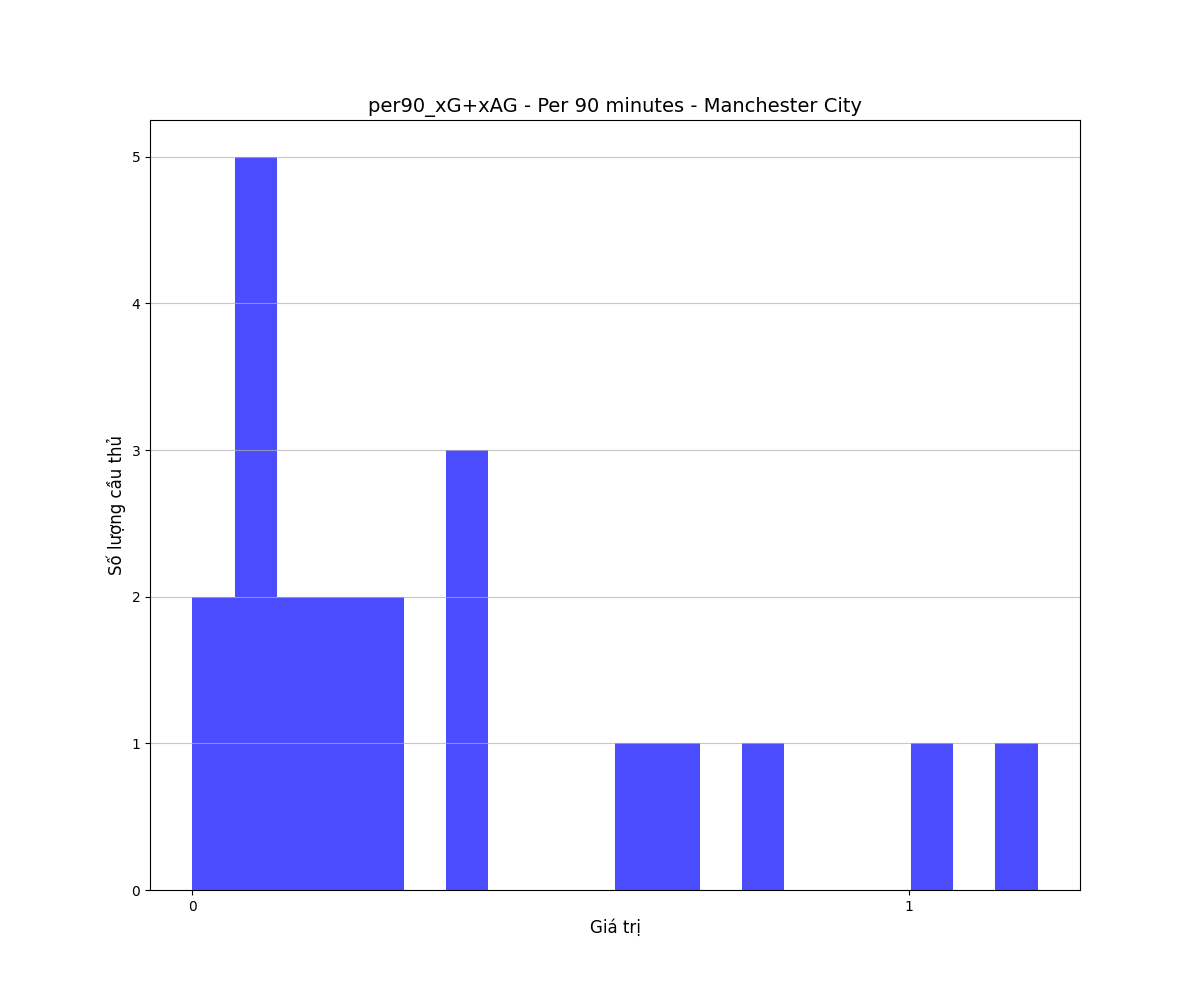 per90_xG+xAG - Per 90 minutes - Manchester City
Số lượng cầu thủ
5
4
3
2
1
0
0
1
Giá trị